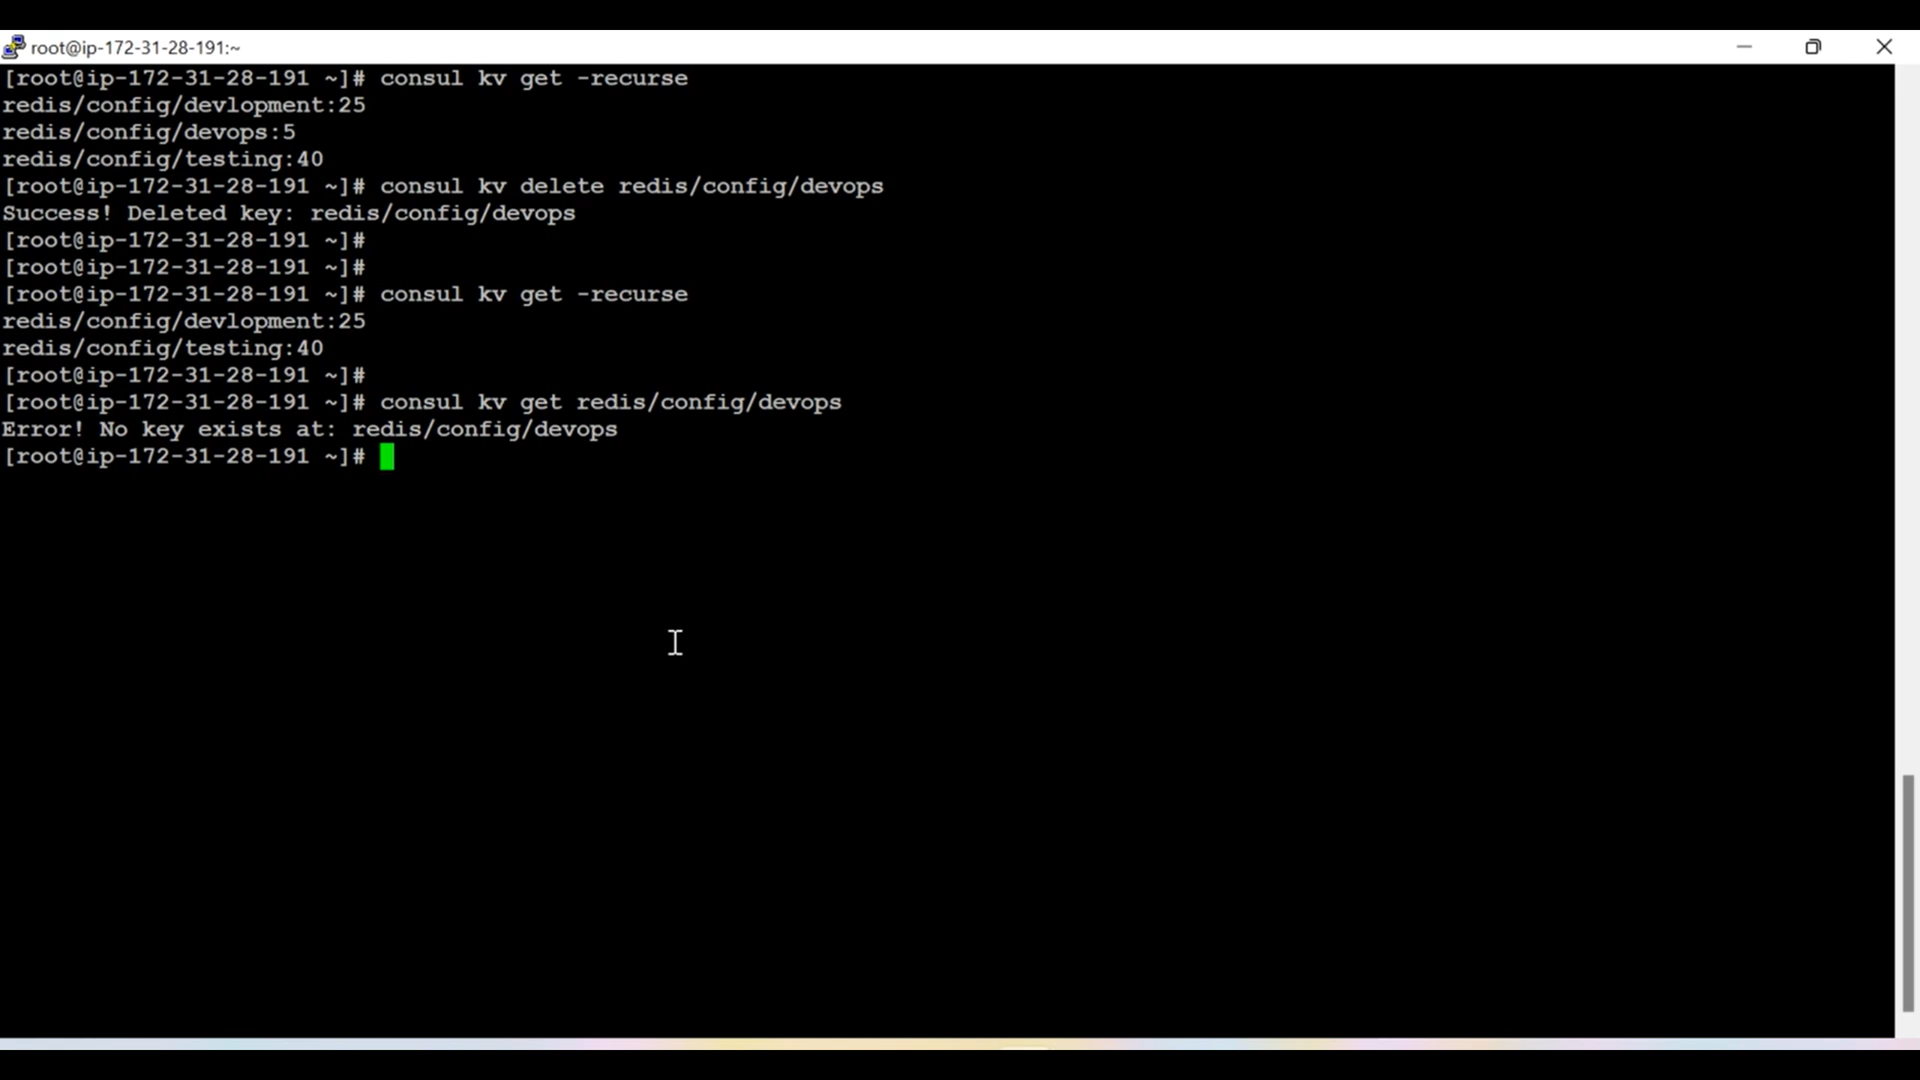 root@ip-172-31-28-191:~
[root@ip-172-31-28-191 ~]# consul kv get -recurse
redis/config/devlopment:25
redis/config/devops:5
redis/config/testing:40
[root@ip-172-31-28-191 ~]# consul kv delete redis/config/devops
Success! Deleted key: redis/config/devops
[root@ip-172-31-28-191 ~]#
[root@ip-172-31-28-191 ~]#
[root@ip-172-31-28-191 ~]# consul kv get -recurse
redis/config/devlopment:25
redis/config/testing:40
[root@ip-172-31-28-191 ~]#
[root@ip-172-31-28-191 ~]# consul kv get redis/config/devops
Error! No key exists at: redis/config/devops
[root@ip-172-31-28-191 ~]#